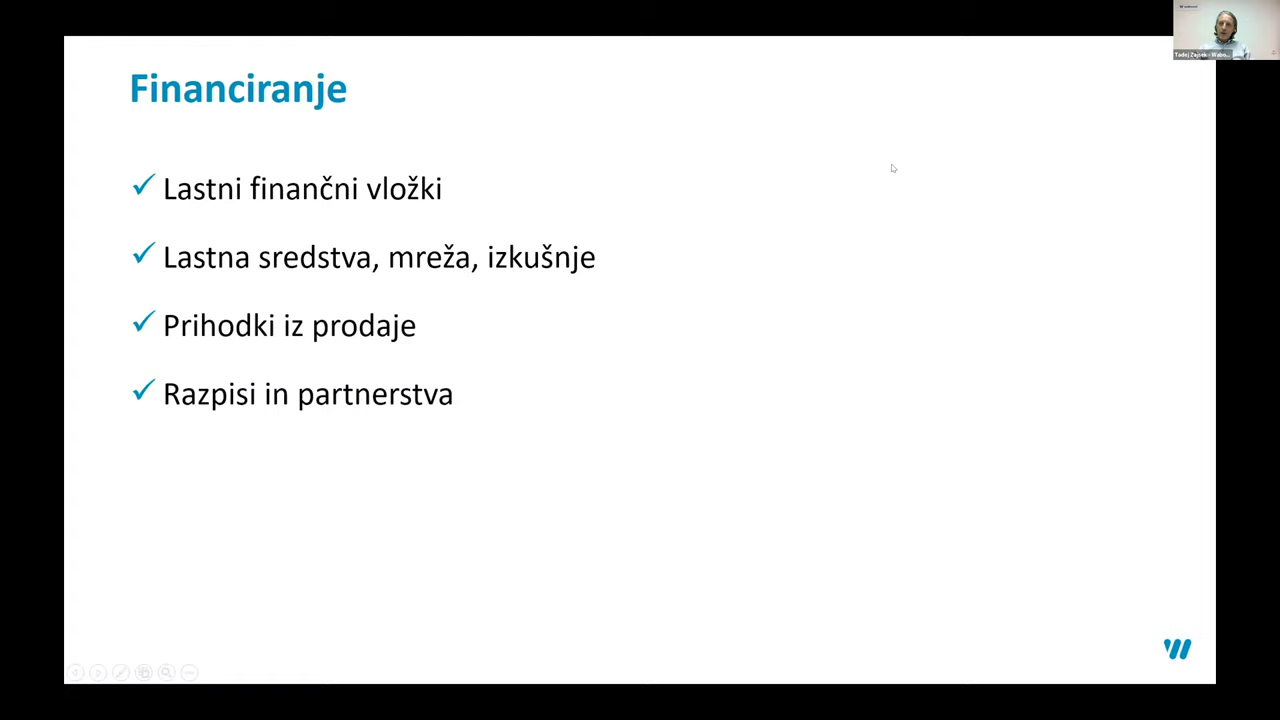 Financiranje
✓ Lastni finančni vložki
✓ Lastna sredstva, mreža, izkušnje
✓ Prihodki iz prodaje
✓ Razpisi in partnerstva